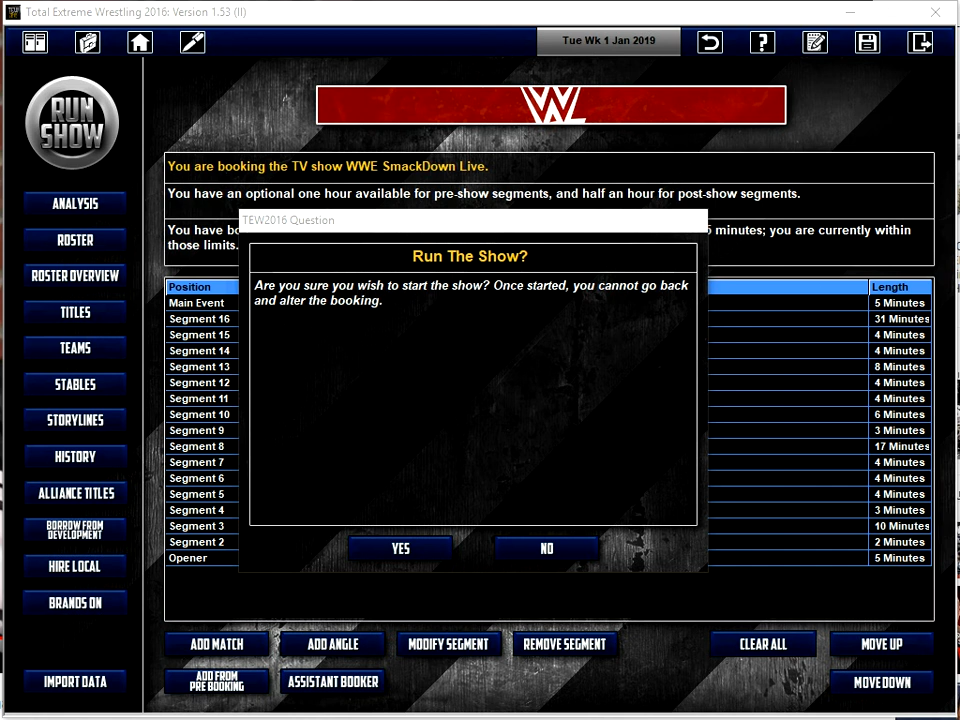 Total Extreme Wrestling 2016: Version 1.53 (II)
Tue Wk 1 Jan 2019
RUN
SHOW
You are booking the TV show WWE SmackDown Live.
You have an optional one hour available for pre-show segments, and half an hour for post-show segments.
You have bo
5 minutes; you are currently within
those limits.
TEW2016 Question
Run The Show?
Are you sure you wish to start the show? Once started, you cannot go back
and alter the booking.
YES
NO
ANALYSIS
ROSTER
ROSTER OVERVIEW
TITLES
TEAMS
STABLES
STORYLINES
HISTORY
ALLIANCE TITLES
BORROW FROM
DEVELOPMENT
HIRE LOCAL
BRANDS ON
IMPORT DATA
Position Length
Main Event 5 Minutes
Segment 16 31 Minutes
Segment 15 4 Minutes
Segment 14 4 Minutes
Segment 13 8 Minutes
Segment 12 4 Minutes
Segment 11 4 Minutes
Segment 10 6 Minutes
Segment 9 3 Minutes
Segment 8 17 Minutes
Segment 7 4 Minutes
Segment 6 4 Minutes
Segment 5 4 Minutes
Segment 4 3 Minutes
Segment 3 10 Minutes
Segment 2 2 Minutes
Opener 5 Minutes
ADD MATCH
ADD ANGLE
MODIFY SEGMENT
REMOVE SEGMENT
CLEAR ALL
MOVE UP
ADD FROM
PRE BOOKING
ASSISTANT BOOKER
MOVE DOWN